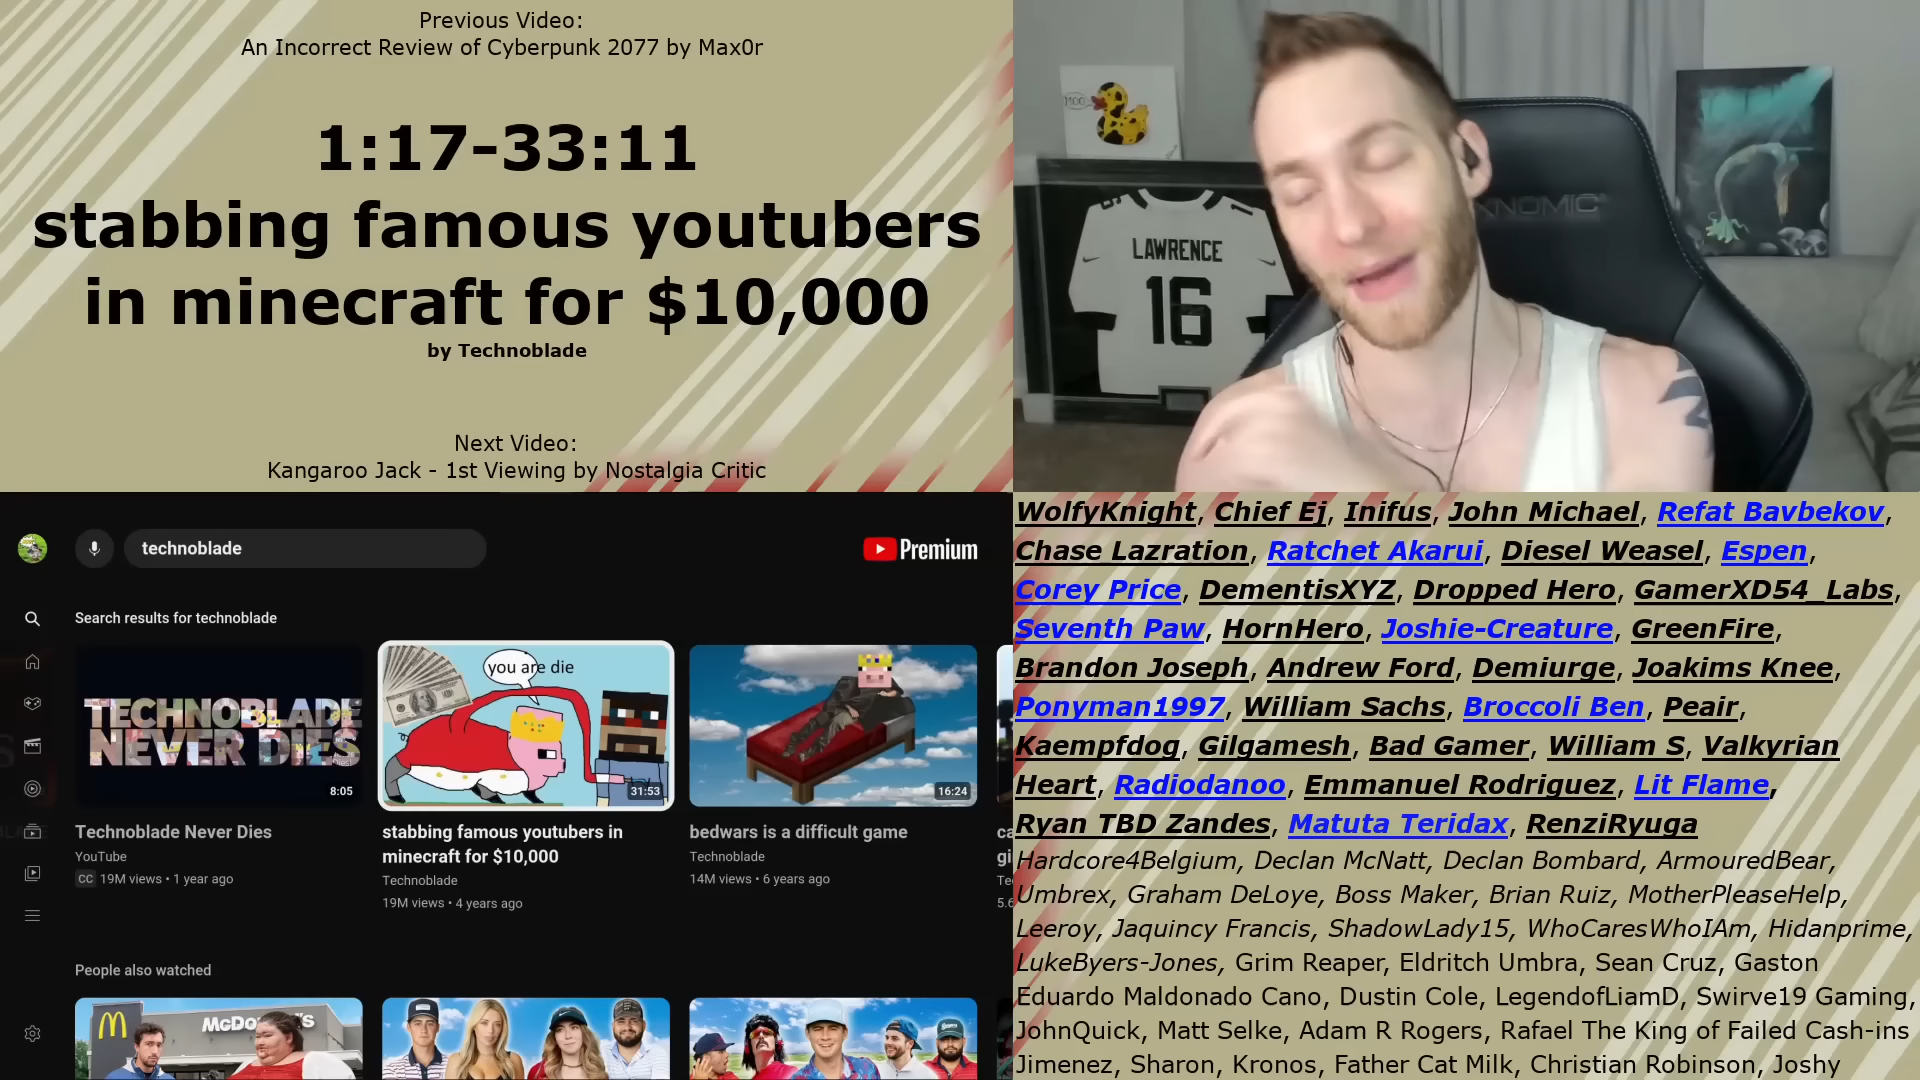 Previous Video:
An Incorrect Review of Cyberpunk 2077 by Max0r
1:17-33:11
stabbing famous youtubers
in minecraft for $10,000
by Technoblade
Next Video:
Kangaroo Jack - 1st Viewing by Nostalgia Critic
LAWRENCE
16
technoblade
Premium
Search results for technoblade
TECHNOBLADE
NEVER DIES
8:05
you are die
31:53
16:24
Technoblade Never Dies
YouTube
CC 19M views • 1 year ago
stabbing famous youtubers in
minecraft for $10,000
Technoblade
19M views • 4 years ago
bedwars is a difficult game
Technoblade
14M views • 6 years ago
People also watched
WolfyKnight, Chief Ej, Inifus, John Michael, Refat Bavbekov,
Chase Lazration, Ratchet Akarui, Diesel_Weasel, Espen,
Corey Price, DementisXYZ, Dropped Hero, GamerXD54_Labs,
Seventh Paw, HornHero, Joshie-Creature, GreenFire,
Brandon Joseph, Andrew Ford, Demiurge, Joakims Knee,
Ponyman1997, William Sachs, Broccoli Ben, Peair,
Kaempfdog, Gilgamesh, Bad Gamer, William S, Valkyrian
Heart, Radiodanoo, Emmanuel Rodriguez, Lit Flame,
Ryan TBD Zandes, Matuta Teridax, RenziRyuga
Hardcore4Belgium, Declan McNatt, Declan Bombard, ArmouredBear,
Umbrex, Graham DeLoye, Boss Maker, Brian Ruiz, MotherPleaseHelp,
Leeroy, Jaquincy Francis, ShadowLady15, WhoCaresWhoIAm, Hidanprime,
LukeByers-Jones, Grim Reaper, Eldritch Umbra, Sean Cruz, Gaston
Eduardo Maldonado Cano, Dustin Cole, LegendofLiamD, Swirve19 Gaming,
JohnQuick, Matt Selke, Adam R Rogers, Rafael The King of Failed Cash-ins
Jimenez, Sharon, Kronos, Father Cat Milk, Christian Robinson, Joshy